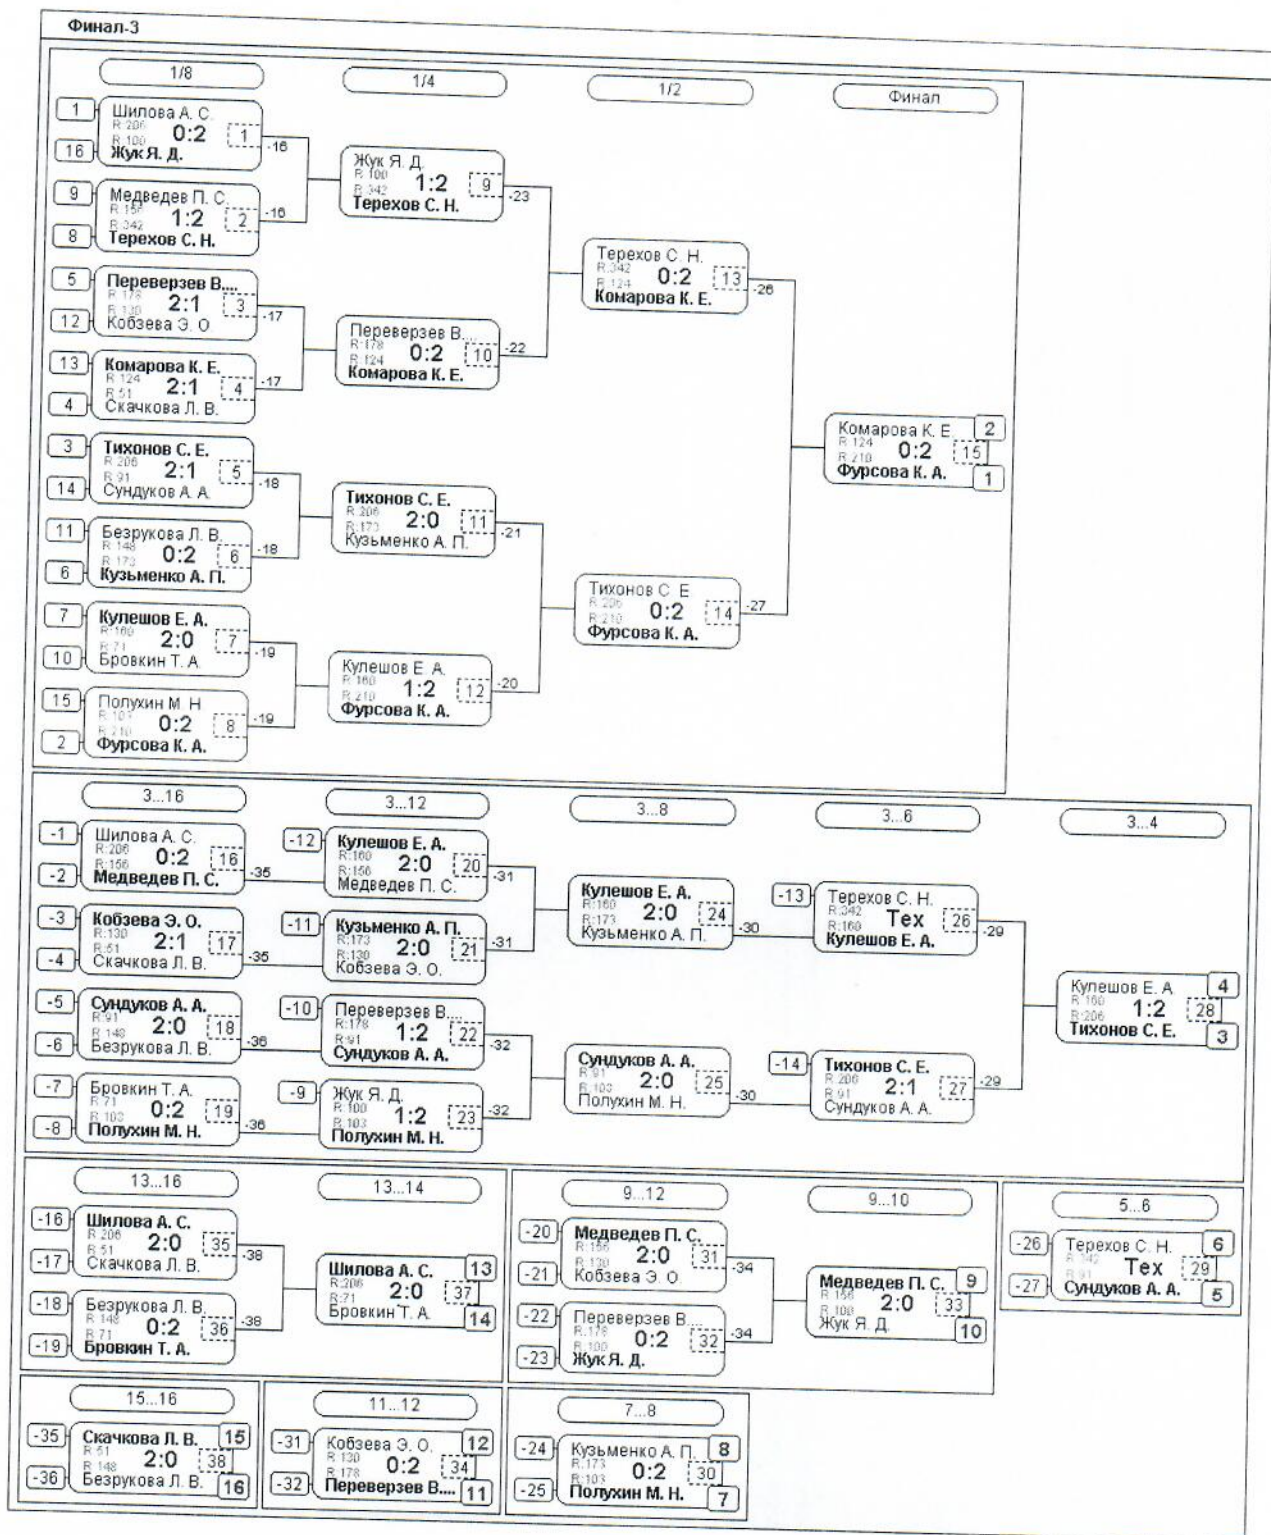 Финал-3
1/8
1/4
1/2
Финал
1
Шилова А. С.
R:206
0:2
1
-16
R:100
16
Жук Я. Д.
9
Медведев П. С.
R:156
1:2
2
-16
R:342
8
Терехов С. Н.
5
Переверзев В....
R:178
2:1
3
-17
R:130
12
Кобзева Э. О
13
Комарова К. Е.
R:124
2:1
4
-17
R:51
4
Скачкова Л. В.
3
Тихонов С. Е.
R:206
2:1
5
-18
R:91
14
Сундуков А. А.
11
Безрукова Л. В.
R:148
0:2
6
-18
R:173
6
Кузьменко А. П.
7
Кулешов Е. А.
R:160
2:0
7
-19
R:71
10
Бровкин Т. А.
15
Полухин М. Н
R:103
0:2
8
-19
R:210
2
Фурсова К. А.
Жук Я. Д.
R:100
1:2
9
-23
R:342
Терехов С. Н.
Переверзев В....
R:178
0:2
10
-22
R:124
Комарова К. Е.
Тихонов С. Е.
R:206
2:0
11
-21
R:173
Кузьменко А. П.
Кулешов Е. А.
R:160
1:2
12
-20
R:210
Фурсова К. А.
Терехов С. Н.
R:342
0:2
13
-26
R:124
Комарова К. Е.
Тихонов С. Е
R:206
0:2
14
-27
R:210
Фурсова К. А.
Комарова К. Е.
2
R:124
0:2
15
R:210
Фурсова К. А.
1
3...16
3...12
3...8
3...6
3...4
-1
Шилова А. С.
R:206
0:2
16
-35
R:156
-2
Медведев П. С.
-3
Кобзева Э. О.
R:130
2:1
17
-35
R:51
-4
Скачкова Л. В.
-5
Сундуков А. А.
R:91
2:0
18
-36
R:148
-6
Безрукова Л. В.
-7
Бровкин Т. А.
R:71
0:2
19
-36
R:103
-8
Полухин М. Н.
-12
Кулешов Е. А.
R:160
2:0
20
-31
R:156
Медведев П. С.
-11
Кузьменко А. П.
R:173
2:0
21
-31
R:130
Кобзева Э. О.
-10
Переверзев В....
R:178
1:2
22
-32
R:91
Сундуков А. А.
-9
Жук Я. Д.
R:100
1:2
23
-32
R:103
Полухин М. Н.
Кулешов Е. А.
R:160
2:0
24
-30
R:173
Кузьменко А. П.
Сундуков А. А.
R:91
2:0
25
-30
R:103
Полухин М. Н.
-13
Терехов С. Н.
R:342
Тех
26
-29
R:160
Кулешов Е. А.
-14
Тихонов С. Е.
R:206
2:1
27
-29
R:91
Сундуков А. А.
Кулешов Е. А
4
R:160
1:2
28
R:206
Тихонов С. Е.
3
13...16
13...14
-16
Шилова А. С.
R:206
2:0
35
-38
R:51
-17
Скачкова Л. В.
-18
Безрукова Л. В.
R:148
0:2
36
-38
R:71
-19
Бровкин Т. А.
Шилова А. С.
13
R:206
2:0
37
R:71
Бровкин Т. А.
14
9...12
9...10
-20
Медведев П. С.
R:156
2:0
31
-34
R:130
-21
Кобзева Э. О
-22
Переверзев В....
R:178
0:2
32
-34
R:100
-23
Жук Я. Д.
Медведев П. С.
9
R:156
2:0
33
R:100
Жук Я. Д.
10
5...6
-26
Терехов С. Н.
6
R:342
Тех
29
R:91
-27
Сундуков А. А.
5
15...16
-35
Скачкова Л. В.
15
R:51
2:0
38
R:148
-36
Безрукова Л. В.
16
11...12
-31
Кобзева Э. О.
12
R:130
0:2
34
R:178
-32
Переверзев В....
11
7...8
-24
Кузьменко А. П.
8
R:173
0:2
30
R:103
-25
Полухин М. Н.
7